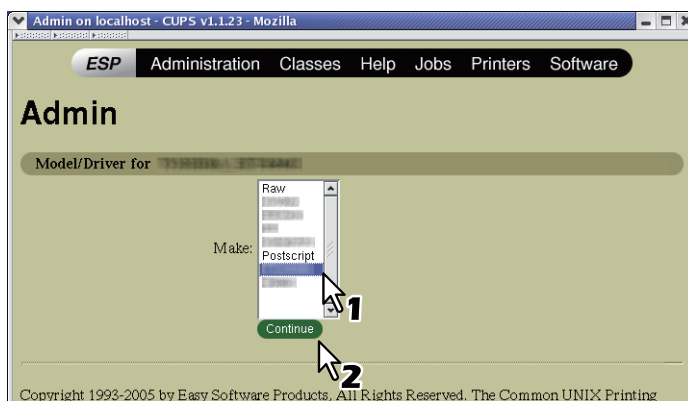 Admin on localhost - CUPS v1.1.23 - Mozilla
ESP Administration Classes Help Jobs Printers Software
Admin
Model/Driver for
Raw
Make:
Postscript
1
Continue
2
Copyright 1993-2005 by Easy Software Products, All Rights Reserved. The Common UNIX Printing